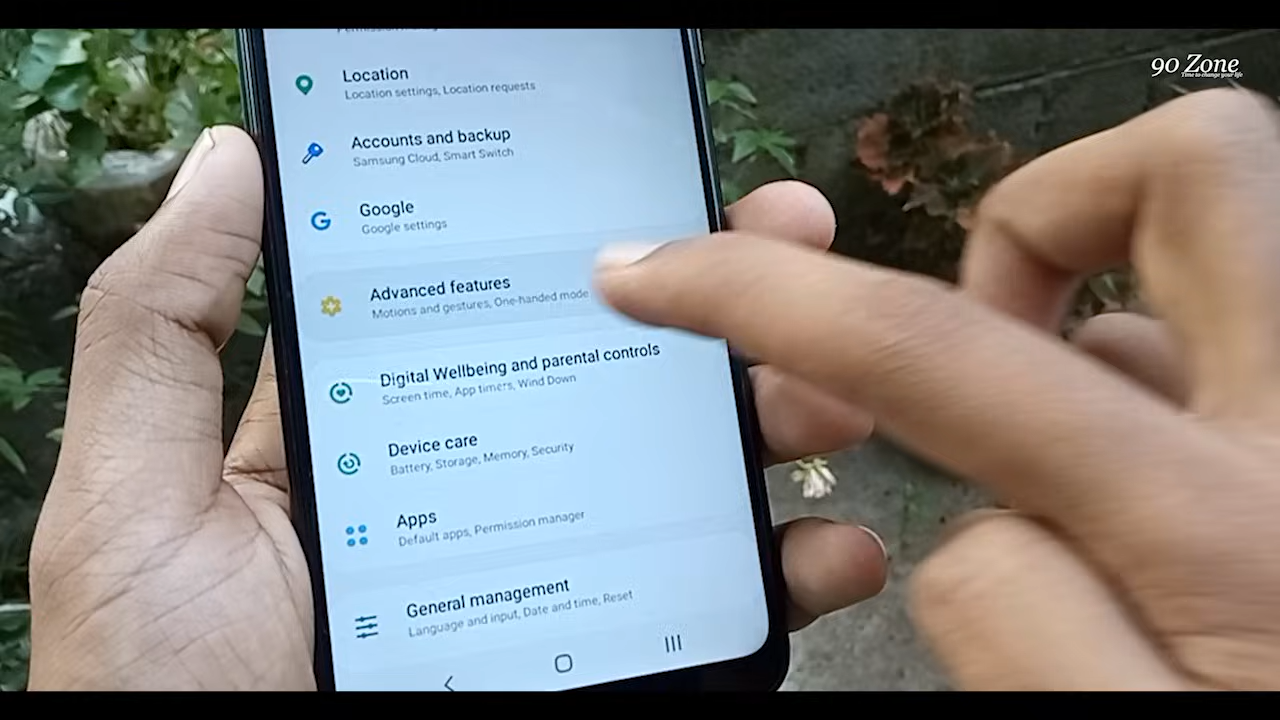 90 Zone
Time to change your life
Location
Location settings, Location requests
Accounts and backup
Samsung Cloud, Smart Switch
Google
Google settings
Advanced features
Motions and gestures, One-handed mode
Digital Wellbeing and parental controls
Screen time, App timers, Wind Down
Device care
Battery, Storage, Memory, Security
Apps
Default apps, Permission manager
General management
Language and input, Date and time, Reset